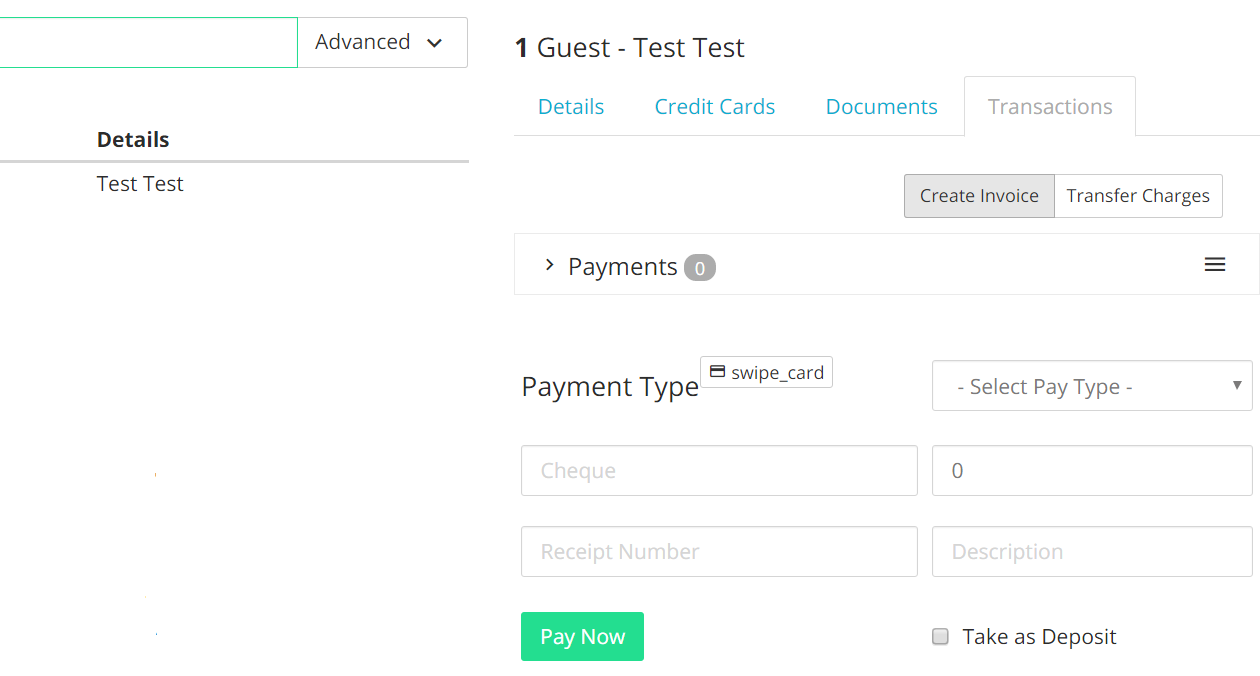 Advanced
Details
Test Test
1 Guest - Test Test
Details Credit Cards Documents Transactions
Create Invoice Transfer Charges
Payments 0
Payment Type swipe_card - Select Pay Type -
Cheque 0
Receipt Number Description
Pay Now Take as Deposit